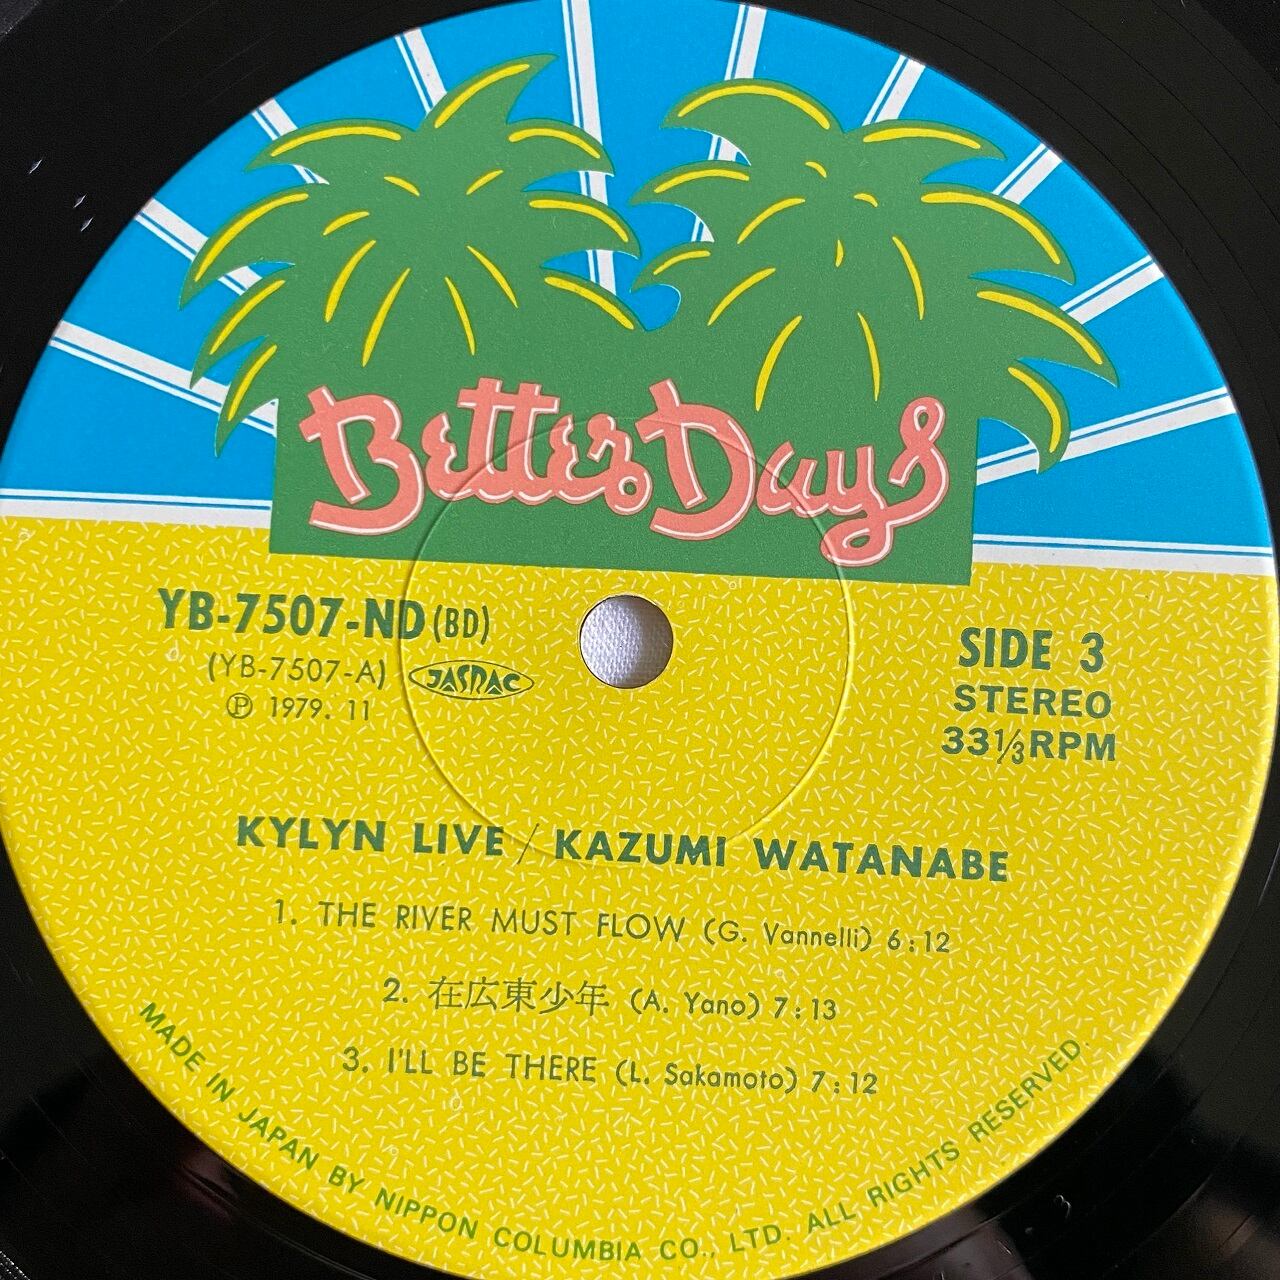 Better Days
YB-7507-ND (BD)
(YB-7507-A) JASRAC
Ⓟ 1979. 11
SIDE 3
STEREO
33⅓RPM
KYLYN LIVE / KAZUMI WATANABE
1. THE RIVER MUST FLOW (G. Vannelli) 6:12
2. 在広東少年 (A. Yano) 7:13
3. I'LL BE THERE (L. Sakamoto) 7:12
MADE IN JAPAN BY NIPPON COLUMBIA CO., LTD. ALL RIGHTS RESERVED.